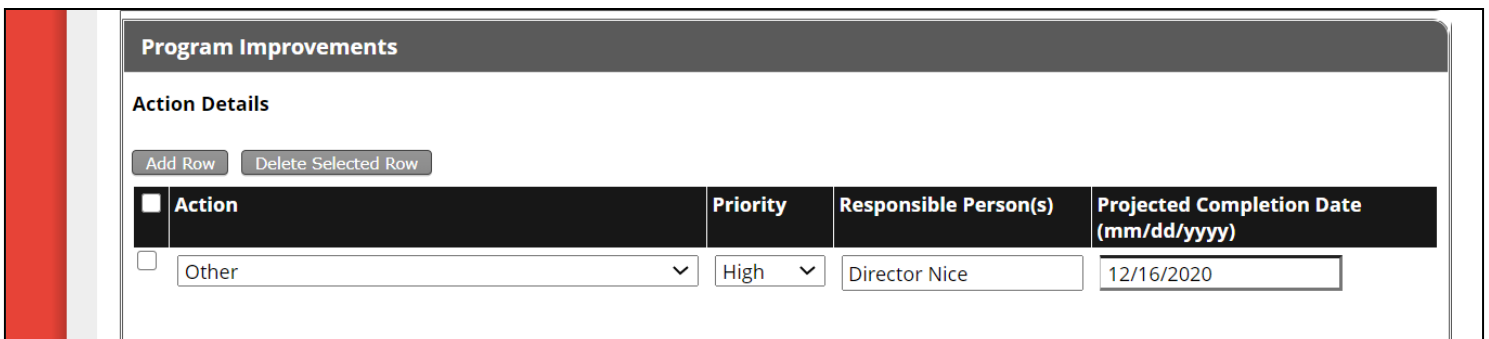 Program Improvements
Action Details
Add Row Delete Selected Row
Action Priority Responsible Person(s) Projected Completion Date
(mm/dd/yyyy)
Other High Director Nice 12/16/2020